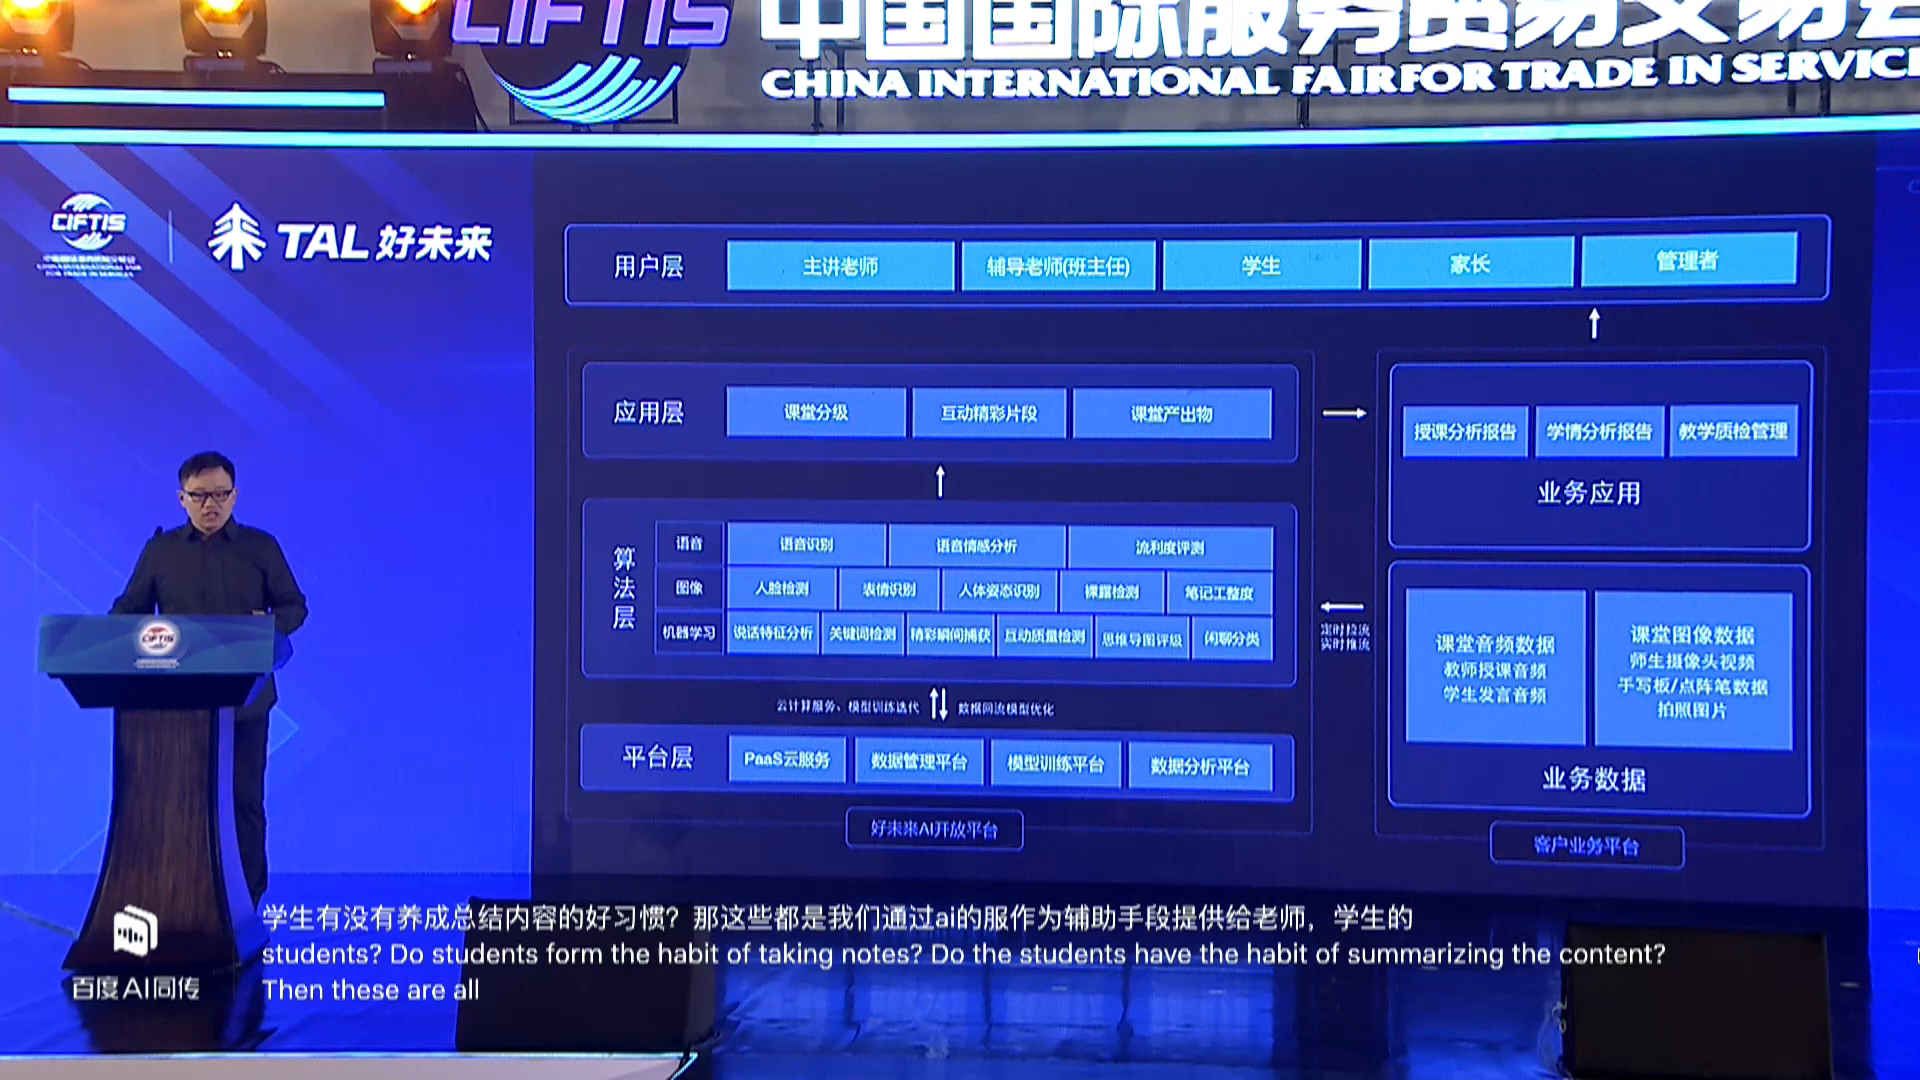 CIFTIS
中国国际服务贸易交易会
CHINA INTERNATIONAL FAIR FOR TRADE IN SERVIC
CIFTIS
TAL 好未来
用户层
主讲老师
辅导老师(班主任)
学生
家长
管理者
应用层
课堂分级
互动精彩片段
课堂产出物
授课分析报告
学情分析报告
教学质检管理
业务应用
算法层
语音
语音识别
语音情感分析
流利度评测
图像
人脸检测
表情识别
人体姿态识别
裸露检测
笔记工整度
机器学习
说话特征分析
关键词检测
精彩瞬间捕获
互动质量检测
思维导图评级
闲聊分类
定时拉流
实时推流
课堂音频数据
教师授课音频
学生发言音频
课堂图像数据
师生摄像头视频
手写板/点阵笔数据
拍照图片
业务数据
云计算服务、模型训练迭代
数据回流模型优化
平台层
PaaS云服务
数据管理平台
模型训练平台
数据分析平台
好未来AI开放平台
客户业务平台
CIFTIS
百度AI同传
学生有没有养成总结内容的好习惯？那这些都是我们通过ai的服作为辅助手段提供给老师，学生的
students? Do students form the habit of taking notes? Do the students have the habit of summarizing the content?
Then these are all